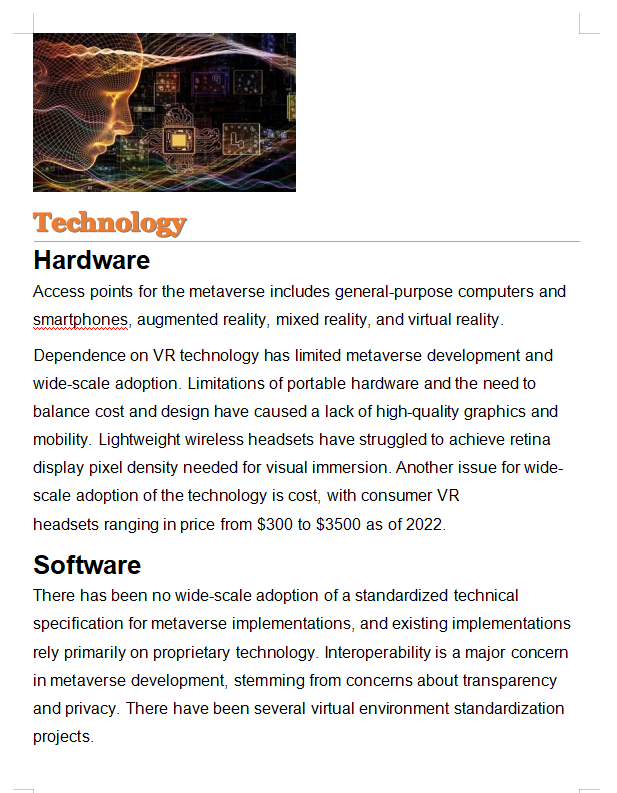 Technology
Hardware
Access points for the metaverse includes general-purpose computers and
smartphones, augmented reality, mixed reality, and virtual reality.
Dependence on VR technology has limited metaverse development and
wide-scale adoption. Limitations of portable hardware and the need to
balance cost and design have caused a lack of high-quality graphics and
mobility. Lightweight wireless headsets have struggled to achieve retina
display pixel density needed for visual immersion. Another issue for wide-
scale adoption of the technology is cost, with consumer VR
headsets ranging in price from $300 to $3500 as of 2022.
Software
There has been no wide-scale adoption of a standardized technical
specification for metaverse implementations, and existing implementations
rely primarily on proprietary technology. Interoperability is a major concern
in metaverse development, stemming from concerns about transparency
and privacy. There have been several virtual environment standardization
projects.